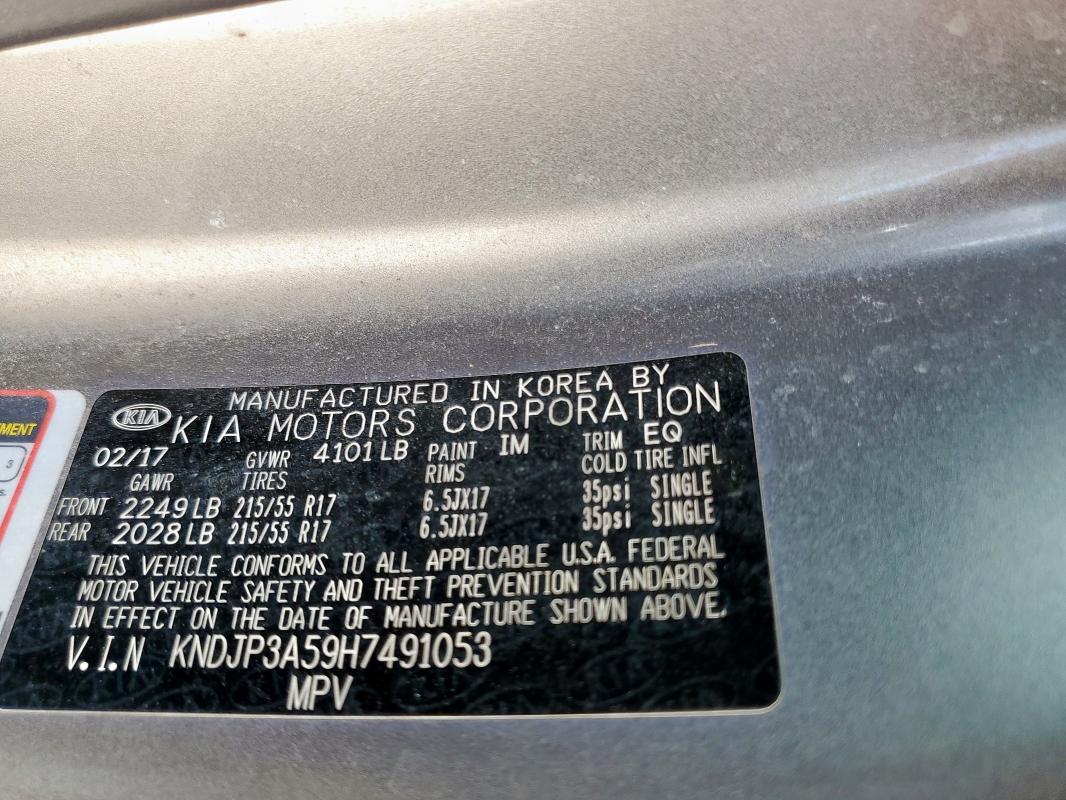 MANUFACTURED IN KOREA BY
KIA KIA MOTORS CORPORATION
02/17 GVWR 4101 LB PAINT IM TRIM EQ
GAWR TIRES RIMS COLD TIRE INFL
FRONT 2249 LB 215/55 R17 6.5JX17 35psi SINGLE
REAR 2028 LB 215/55 R17 6.5JX17 35psi SINGLE
THIS VEHICLE CONFORMS TO ALL APPLICABLE U.S.A. FEDERAL
MOTOR VEHICLE SAFETY AND THEFT PREVENTION STANDARDS
IN EFFECT ON THE DATE OF MANUFACTURE SHOWN ABOVE.
V.I.N KNDJP3A59H7491053
MPV
3